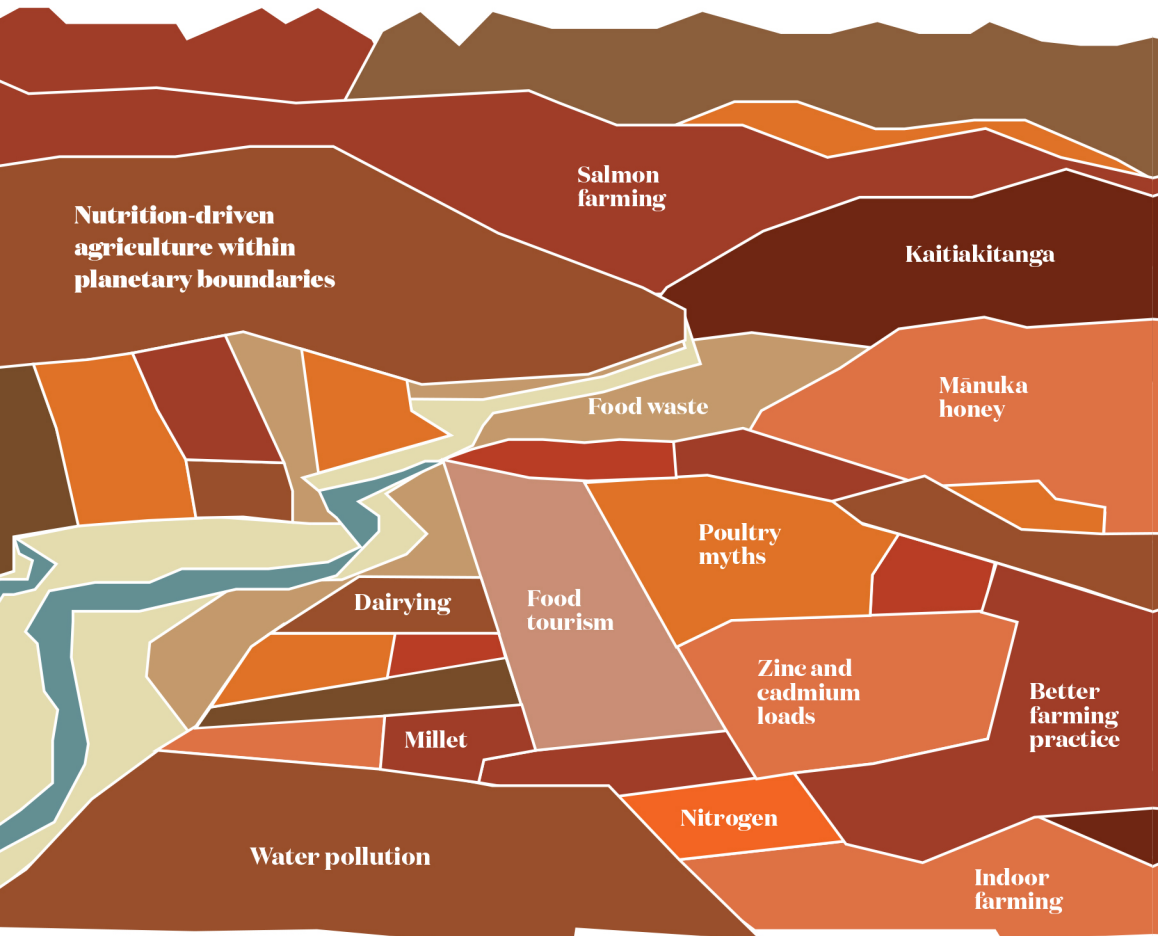 Salmon
farming
Nutrition-driven
agriculture within
planetary boundaries
Kaitiakitanga
Mānuka
honey
Food waste
Poultry
myths
Dairying
Food
tourism
Zinc and
cadmium
loads
Better
farming
practice
Millet
Nitrogen
Water pollution
Indoor
farming